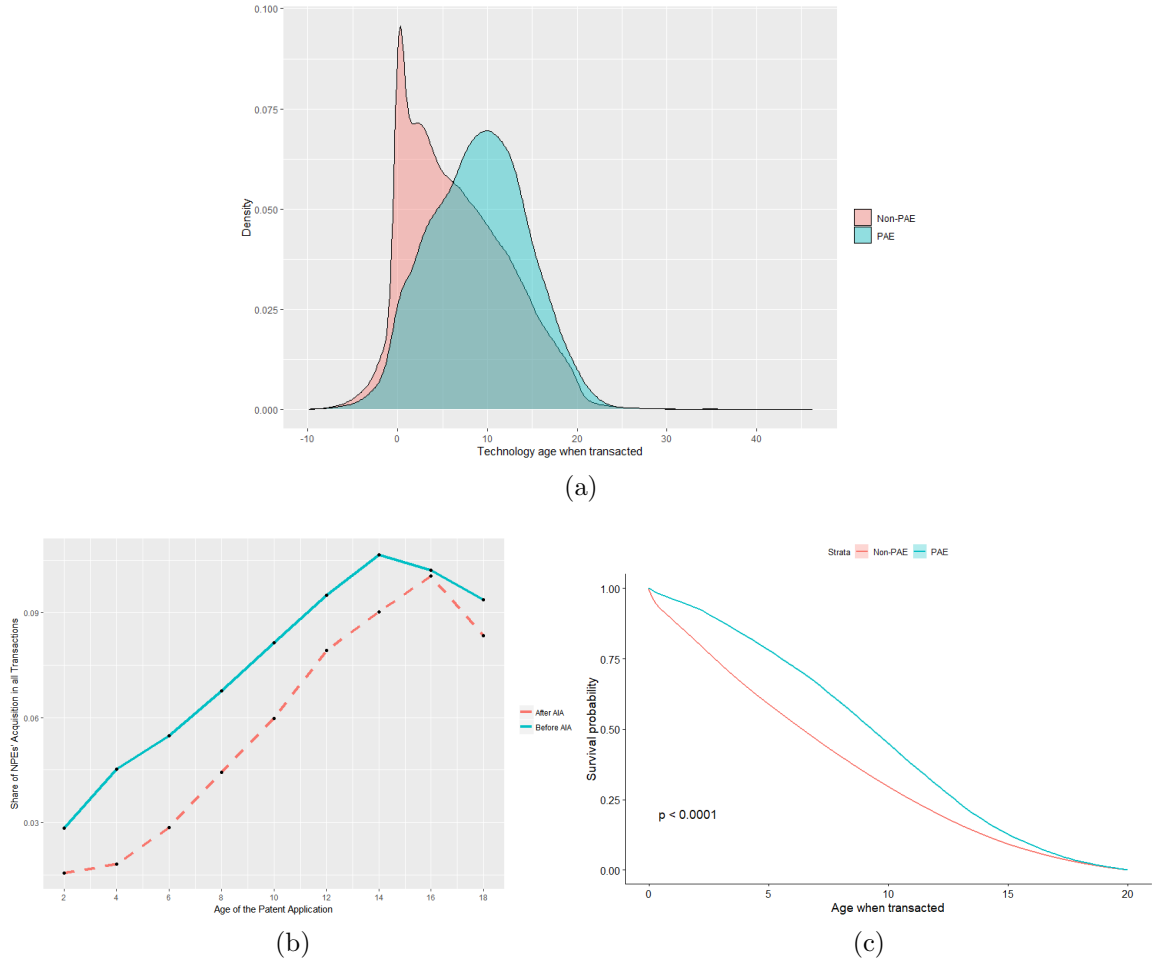 0.100
0.075
0.050
0.025
0.000
Density
-10 0 10 20 30 40
Technology age when transacted
Non-PAE
PAE
(a)
0.09
0.06
0.03
Share of NPEs' Acquisition in all Transactions
2 4 6 8 10 12 14 16 18
Age of the Patent Application
After AIA
Before AIA
(b)
Strata Non-PAE PAE
1.00
0.75
0.50
0.25
0.00
Survival probability
p < 0.0001
0 5 10 15 20
Age when transacted
(c)